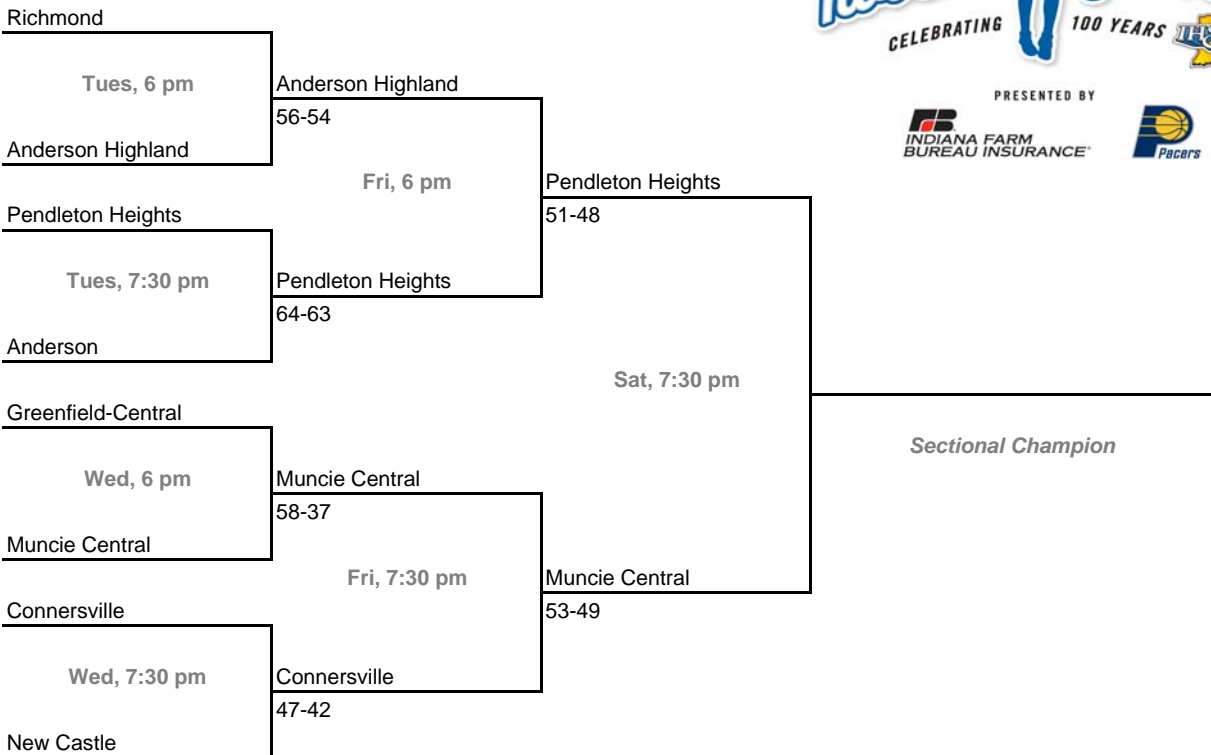 Richmond
CELEBRATING 100 YEARS
Tues, 6 pm
Anderson Highland
PRESENTED BY
56-54
INDIANA FARM
BUREAU INSURANCE
Pacers
Anderson Highland
Fri, 6 pm
Pendleton Heights
Pendleton Heights
51-48
Tues, 7:30 pm
Pendleton Heights
64-63
Anderson
Sat, 7:30 pm
Greenfield-Central
Sectional Champion
Wed, 6 pm
Muncie Central
58-37
Muncie Central
Fri, 7:30 pm
Muncie Central
Connersville
53-49
Wed, 7:30 pm
Connersville
47-42
New Castle